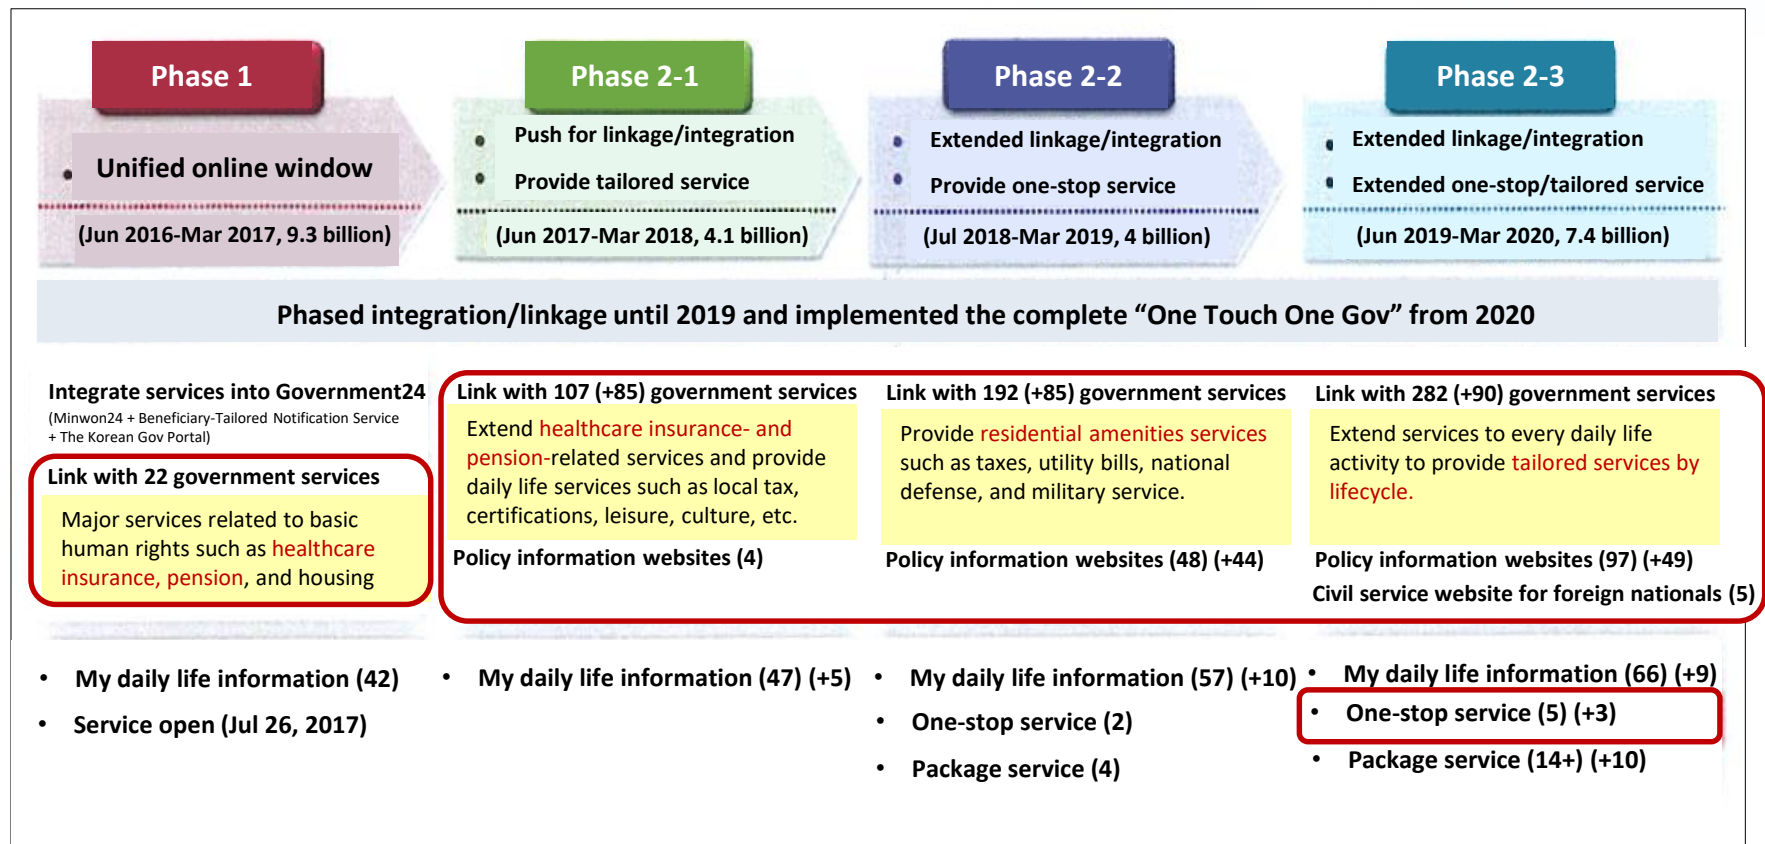 Phase 1
Unified online window
(Jun 2016-Mar 2017, 9.3 billion)
Phase 2-1
Push for linkage/integration
Provide tailored service
(Jun 2017-Mar 2018, 4.1 billion)
Phase 2-2
Extended linkage/integration
Provide one-stop service
(Jul 2018-Mar 2019, 4 billion)
Phase 2-3
Extended linkage/integration
Extended one-stop/tailored service
(Jun 2019-Mar 2020, 7.4 billion)
Phased integration/linkage until 2019 and implemented the complete “One Touch One Gov” from 2020
Integrate services into Government24
(Minwon24 + Beneficiary-Tailored Notification Service
+ The Korean Gov Portal)
Link with 22 government services
Major services related to basic
human rights such as healthcare
insurance, pension, and housing
Link with 107 (+85) government services
Extend healthcare insurance- and
pension-related services and provide
daily life services such as local tax,
certifications, leisure, culture, etc.
Policy information websites (4)
Link with 192 (+85) government services
Provide residential amenities services
such as taxes, utility bills, national
defense, and military service.
Policy information websites (48) (+44)
Link with 282 (+90) government services
Extend services to every daily life
activity to provide tailored services by
lifecycle.
Policy information websites (97) (+49)
Civil service website for foreign nationals (5)
• My daily life information (42)
• Service open (Jul 26, 2017)
• My daily life information (47) (+5)
• My daily life information (57) (+10)
• One-stop service (2)
• Package service (4)
• My daily life information (66) (+9)
• One-stop service (5) (+3)
• Package service (14+) (+10)